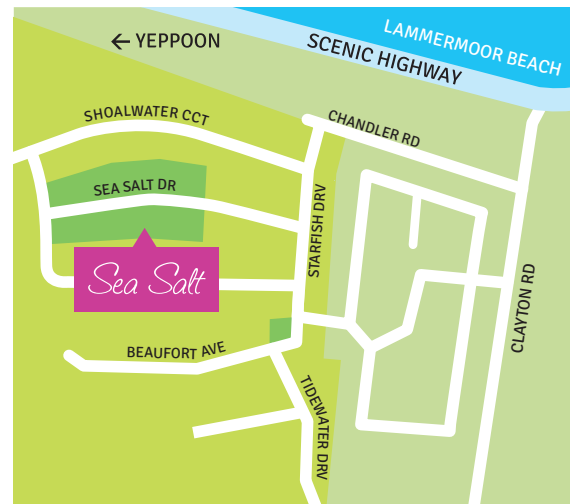 LAMMERMOOR BEACH
← YEPPOON
SCENIC HIGHWAY
SHOALWATER CCT
CHANDLER RD
SEA SALT DR
STARFISH DRV
Sea Salt
CLAYTON RD
BEAUFORT AVE
TIDEWATER DRV